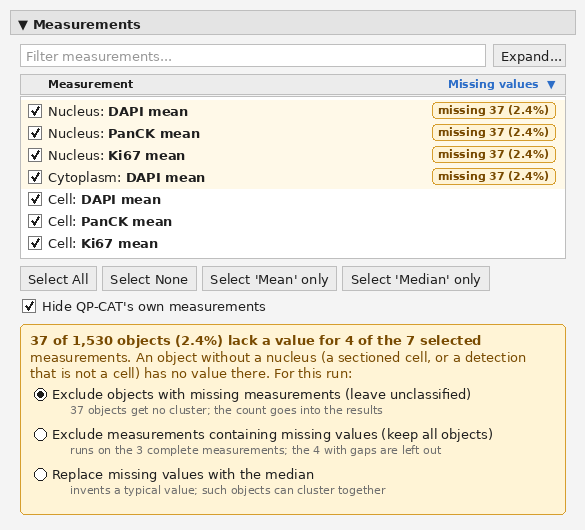 ▼ Measurements
Filter measurements... Expand...
Measurement Missing values ▼
Nucleus: DAPI mean missing 37 (2.4%)
Nucleus: PanCK mean missing 37 (2.4%)
Nucleus: Ki67 mean missing 37 (2.4%)
Cytoplasm: DAPI mean missing 37 (2.4%)
Cell: DAPI mean
Cell: PanCK mean
Cell: Ki67 mean
Select All Select None Select 'Mean' only Select 'Median' only
Hide QP-CAT's own measurements
37 of 1,530 objects (2.4%) lack a value for 4 of the 7 selected
measurements. An object without a nucleus (a sectioned cell, or a detection
that is not a cell) has no value there. For this run:
Exclude objects with missing measurements (leave unclassified)
37 objects get no cluster; the count goes into the results
Exclude measurements containing missing values (keep all objects)
runs on the 3 complete measurements; the 4 with gaps are left out
Replace missing values with the median
invents a typical value; such objects can cluster together